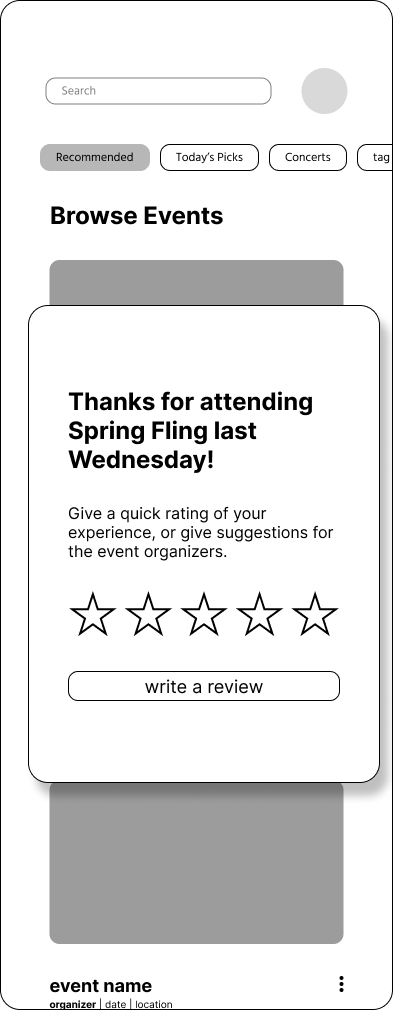 Search
Recommended Today's Picks Concerts tag
Browse Events
Thanks for attending
Spring Fling last
Wednesday!
Give a quick rating of your
experience, or give suggestions for
the event organizers.
write a review
event name
organizer | date | location